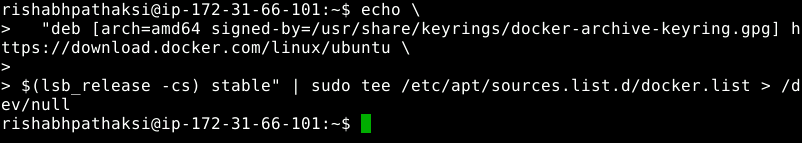 rishabhpathaksi@ip-172-31-66-101:~$ echo \
>   "deb [arch=amd64 signed-by=/usr/share/keyrings/docker-archive-keyring.gpg] h
ttps://download.docker.com/linux/ubuntu \
>
> $(lsb_release -cs) stable" | sudo tee /etc/apt/sources.list.d/docker.list > /d
ev/null
rishabhpathaksi@ip-172-31-66-101:~$